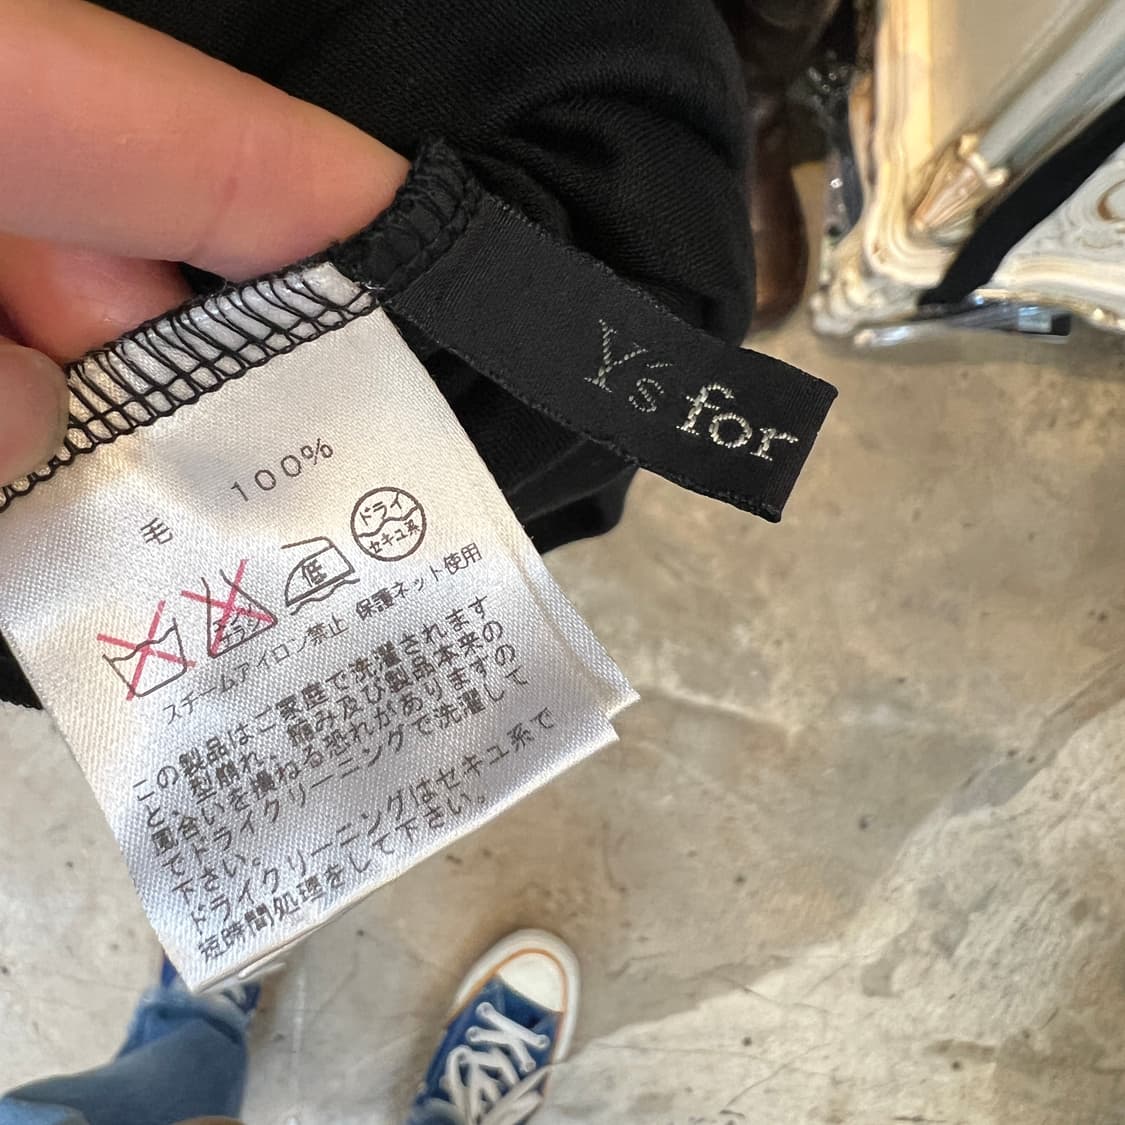 Y's for
毛 100%
ドライ
セキユ系
低
エンソ
サラシ
スチームアイロン禁止 保護ネット使用
この製品はご家庭で洗濯されます
と、型崩れ、縮み及び製品本来の
風合いを損ねる恐れがありますの
で、ドライクリーニングで洗濯して
下さい。
ドライクリーニングはセキユ系で
短時間処理をして下さい。